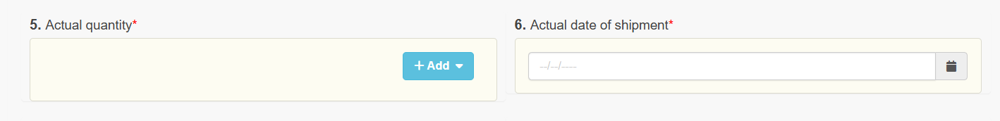 5. Actual quantity*
6. Actual date of shipment*
+ Add
--/--/----